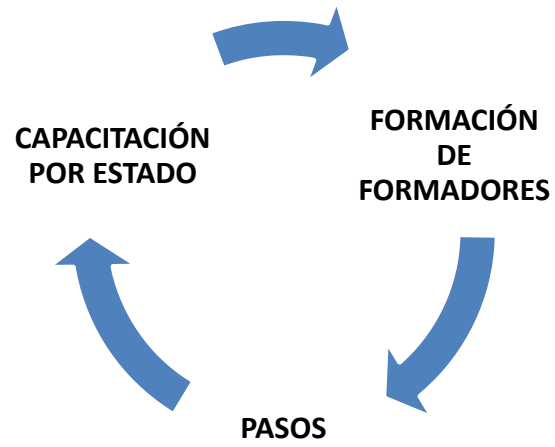 CAPACITACIÓN
POR ESTADO
FORMACIÓN
DE
FORMADORES
PASOS